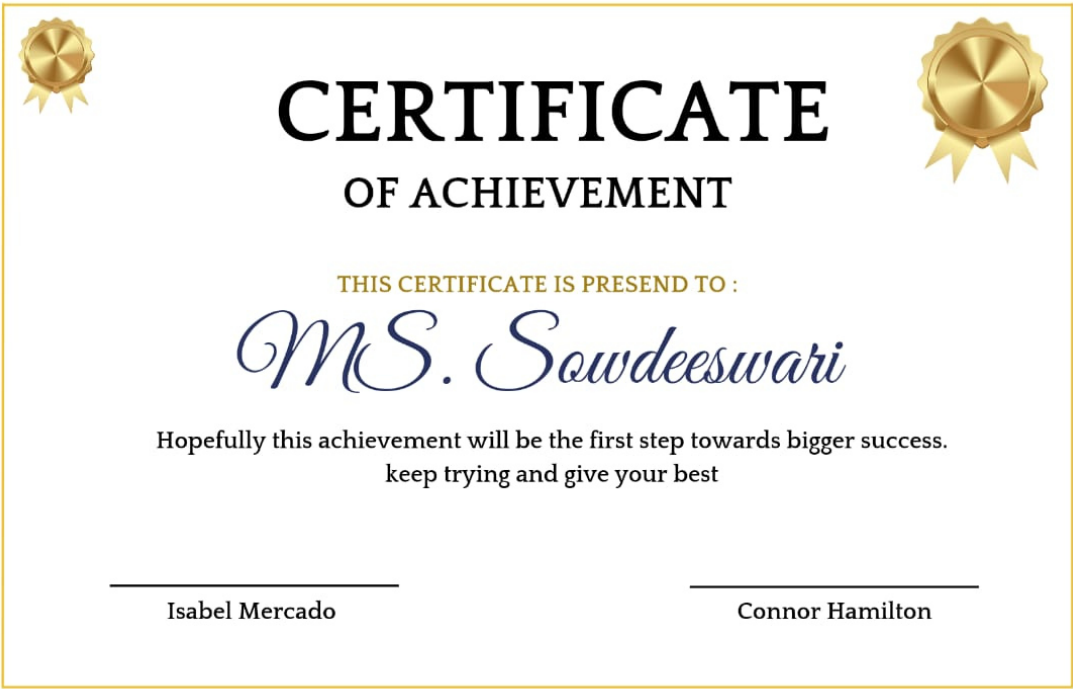 CERTIFICATE
OF ACHIEVEMENT
THIS CERTIFICATE IS PRESEND TO :
MS. Sowdeeswari
Hopefully this achievement will be the first step towards bigger success.
keep trying and give your best
Isabel Mercado
Connor Hamilton